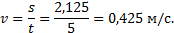 v = s/t = 2,125/5 = 0,425 м/с.